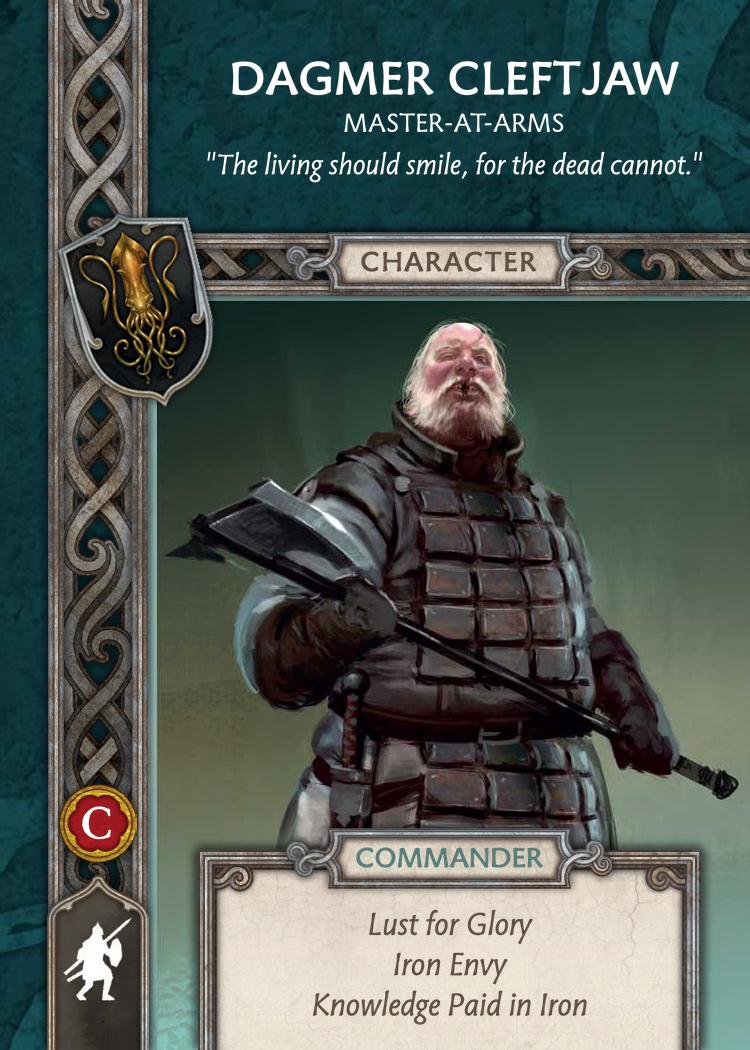 DAGMER CLEFTJAW
MASTER-AT-ARMS
"The living should smile, for the dead cannot."
CHARACTER
C
COMMANDER
Lust for Glory
Iron Envy
Knowledge Paid in Iron